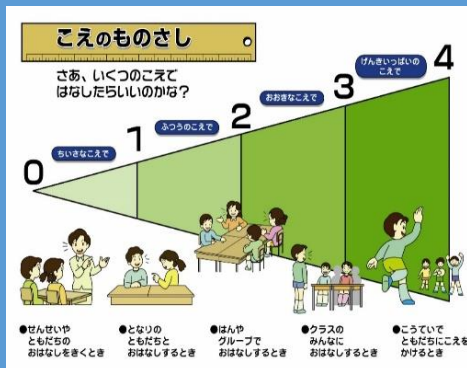 こえのものさし
さあ、いくつのこえで
はなしたらいいのかな?
0
ちいさなこえで
1
ふつうのこえで
2
おおきなこえで
3
げんきいっぱいの
こえで
4
●せんせいや
ともだちの
おはなしをきくとき
●となりの
ともだちと
おはなしするとき
●はんや
グループで
おはなしするとき
●クラスの
みんなに
おはなしするとき
●こうていで
ともだちにこえを
かけるとき